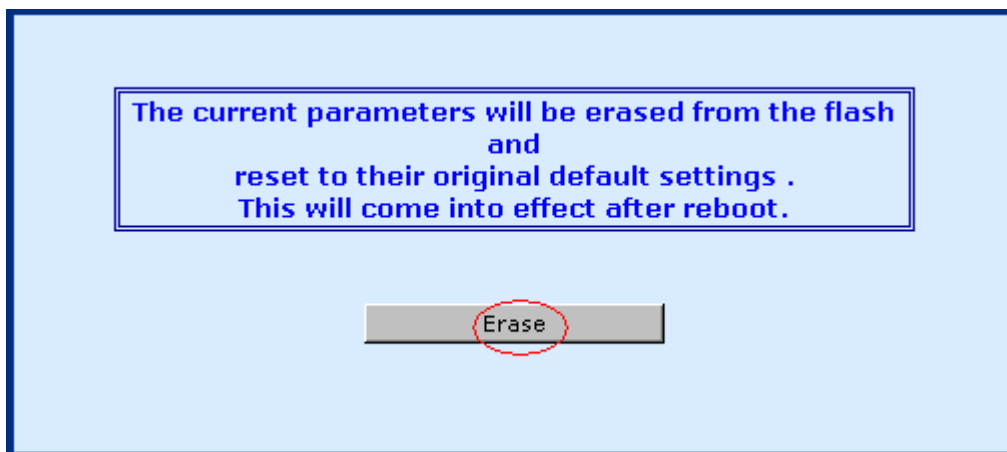 The current parameters will be erased from the flash
and
reset to their original default settings .
This will come into effect after reboot.
Erase